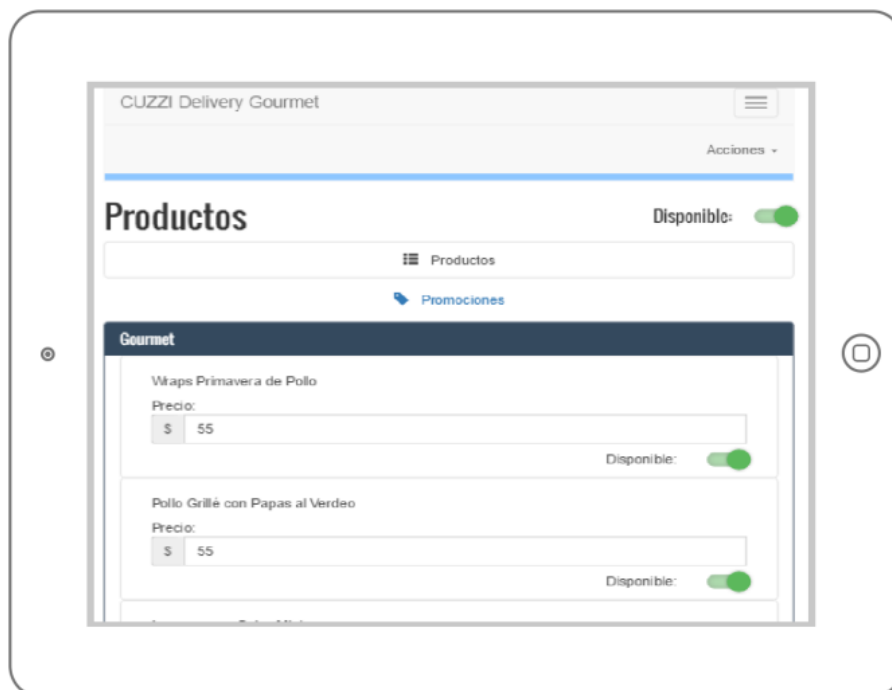 CUZZI Delivery Gourmet
Acciones
Productos
Disponible:
Productos
Promociones
Gourmet
Wraps Primavera de Pollo
Precio:
$ 55
Disponible:
Pollo Grillé con Papas al Verdeo
Precio:
$ 55
Disponible: